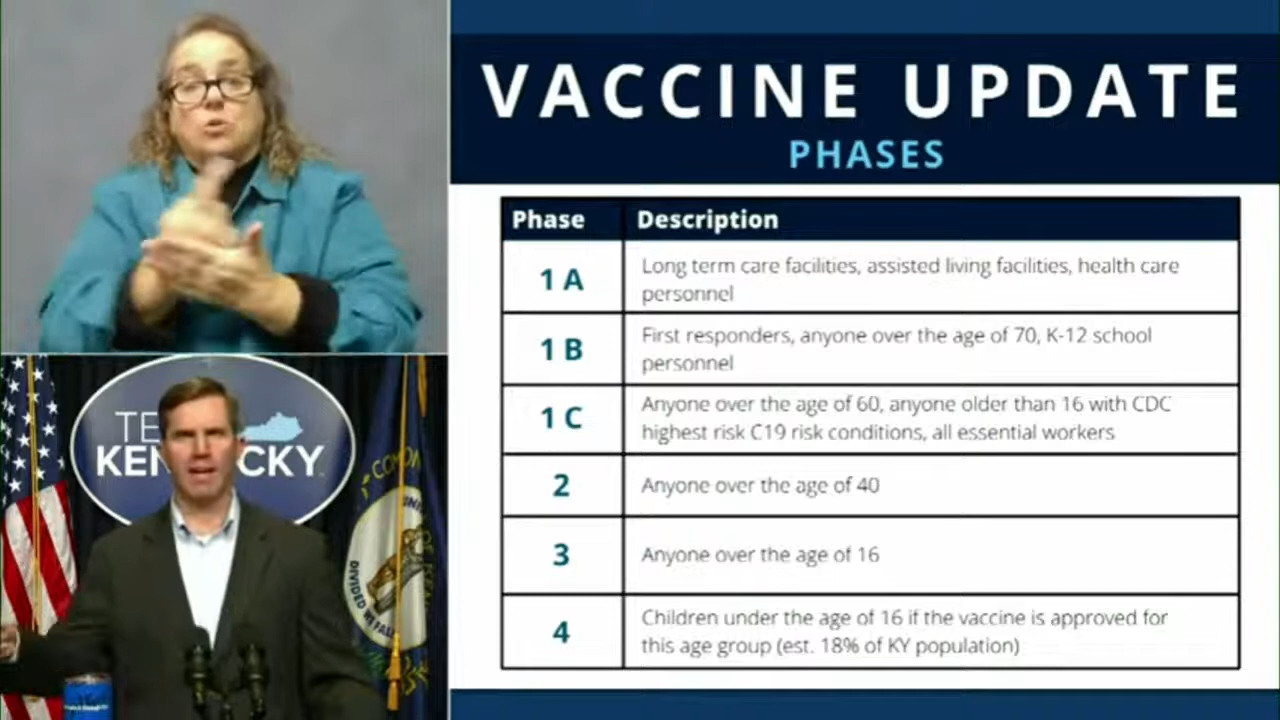 VACCINE UPDATE
PHASES
Phase Description
1 A Long term care facilities, assisted living facilities, health care
personnel
1 B First responders, anyone over the age of 70, K-12 school
personnel
1 C Anyone over the age of 60, anyone older than 16 with CDC
highest risk C19 risk conditions, all essential workers
2 Anyone over the age of 40
3 Anyone over the age of 16
4 Children under the age of 16 if the vaccine is approved for
this age group (est. 18% of KY population)
TE
KEN CKY
DIVIDED WE FA